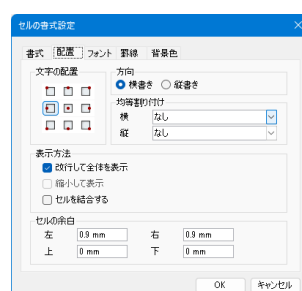 セルの書式設定
書式 配置 フォント 罫線 背景色
文字の配置
方向
横書き 縦書き
均等割り付け
横 なし
縦 なし
表示方法
改行して全体を表示
縮小して表示
セルを結合する
セルの余白
左 0.9 mm 右 0.9 mm
上 0 mm 下 0 mm
OK キャンセル